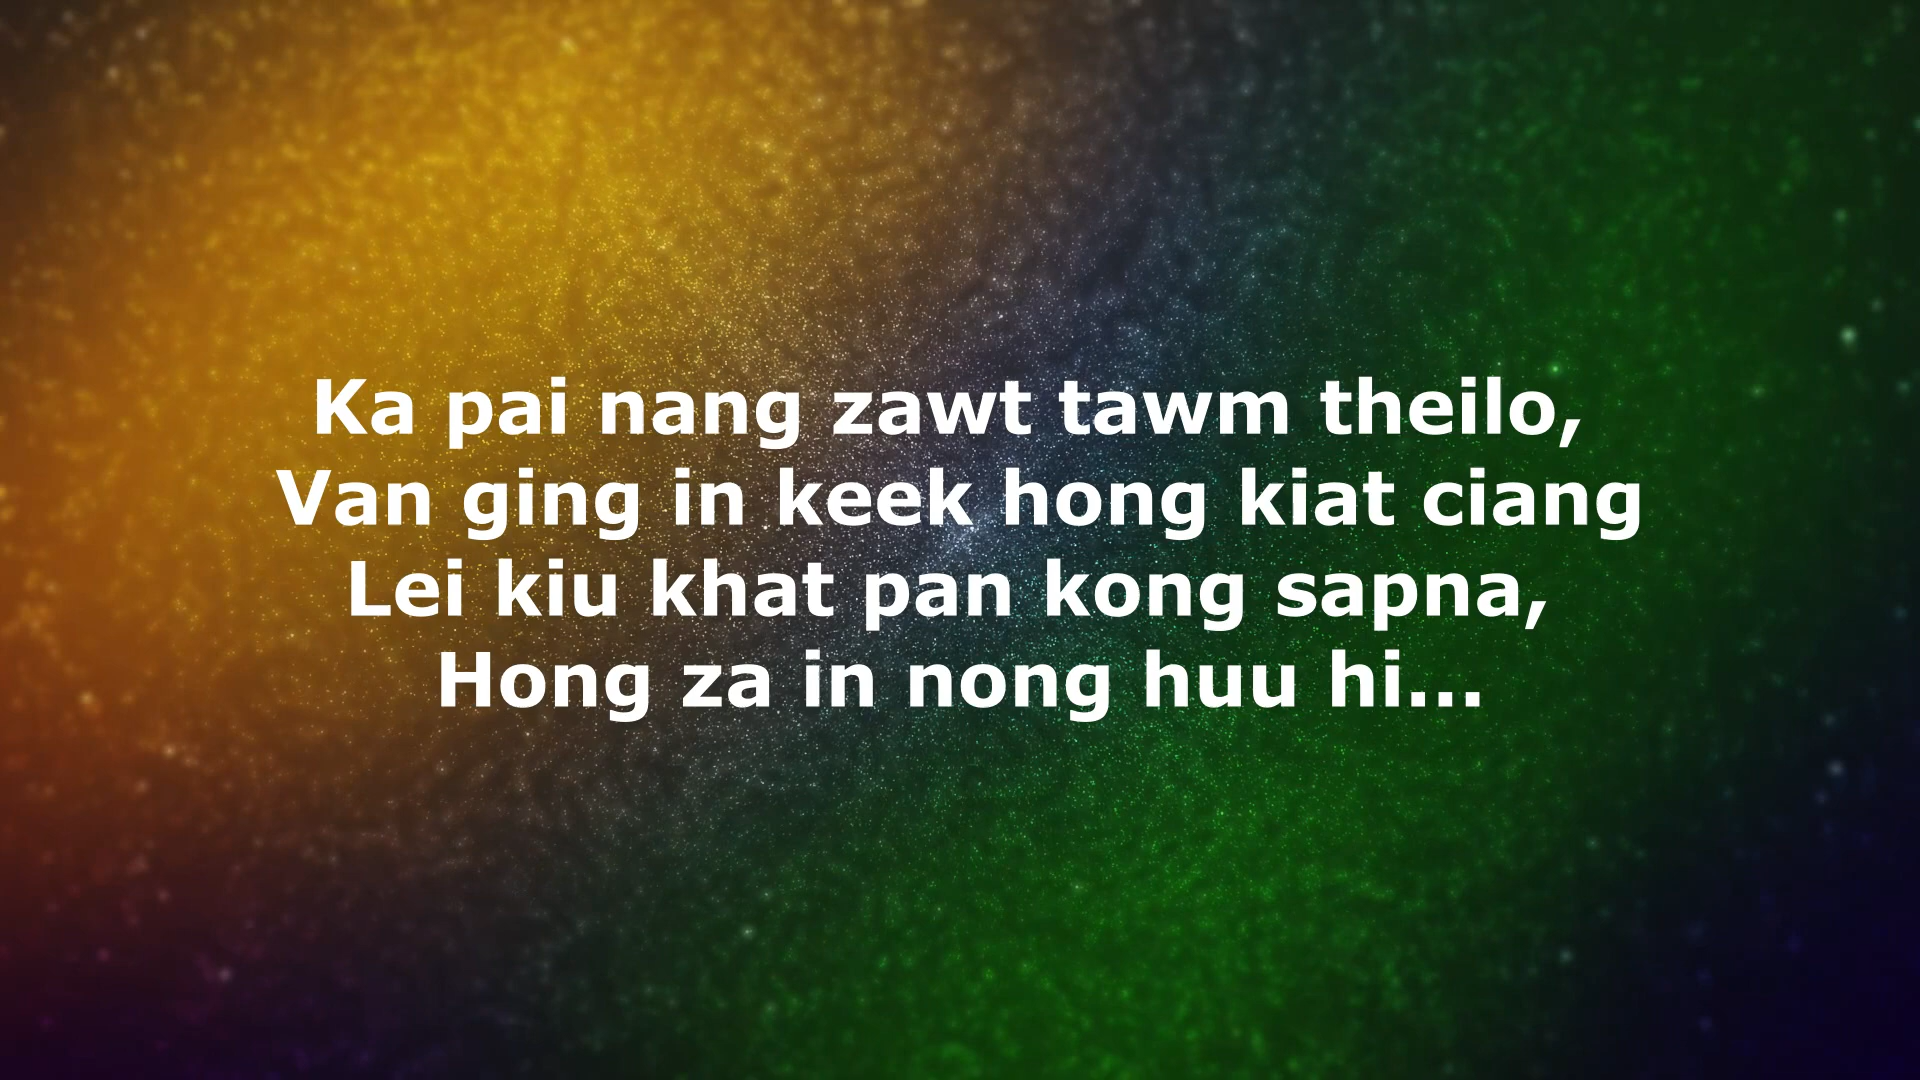 Ka pai nang zawt tawm theilo,
Van ging in keek hong kiat ciang
Lei kiu khat pan kong sapna,
Hong za in nong huu hi...